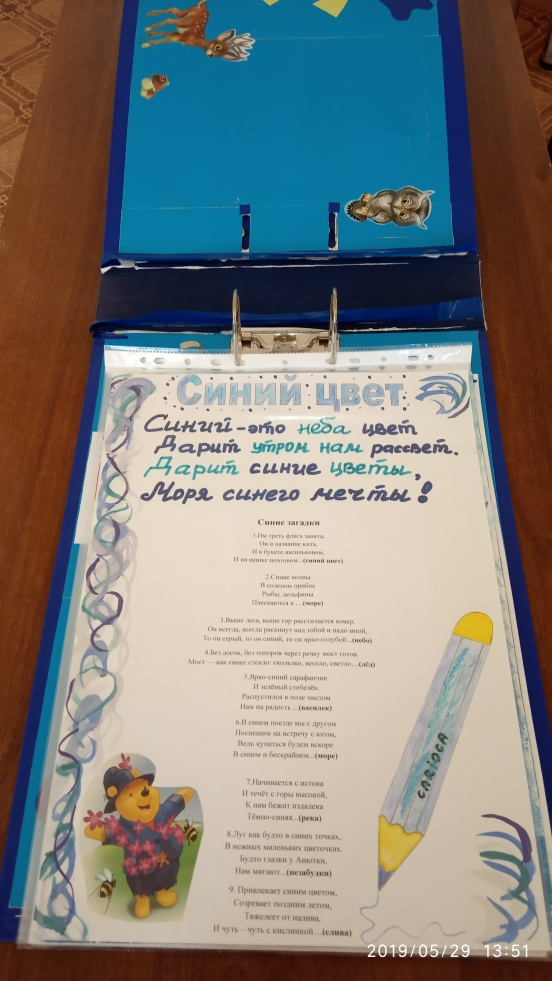 Синий цвет
Синий-это неба цвет
Дарит утром нам рассвет.
Дарит синие цветы,
Моря синего мечты!
Синие загадки
1.Им треть флага занята,
Он в название кита,
И в букете васильковом,
И на ящике почтовом...(синий цвет)
2.Синие волны
В соленом прибое
Рыбы, дельфины
Плескаются в ...(море)
3.Выше леса, выше гор расстилается ковер.
Он всегда, всегда раскинут над тобой и надо мной,
То он серый, то он синий, то он ярко-голубой...(небо)
4.Без досок, без топоров через речку мост готов.
Мост — как синее стекло: скользко, весело, светло...(лёд)
5.Ярко-синий сарафанчик.
И зелёный стебелёк.
Распустился в поле чистом
Нам на радость ...(василек)
6.В синем поезде мы с другом
Поспешим на встречу с югом,
Ведь купаться будем вскоре
В синем и бескрайнем...(море)
7.Начинается с истока
И течёт с горы высокой,
К нам бежит издалека
Тёмно-синяя...(река)
8.Луг как будто в синих точках,
В нежных маленьких цветочках.
Будто глазки у Анютки,
Нам мигают...(незабудки)
9. Привлекает синим цветом,
Созревает поздним летом,
Тяжелеет от налива,
И чуть – чуть с кислинкой…(слива)
CARIOCA
2019/05/29 13:51